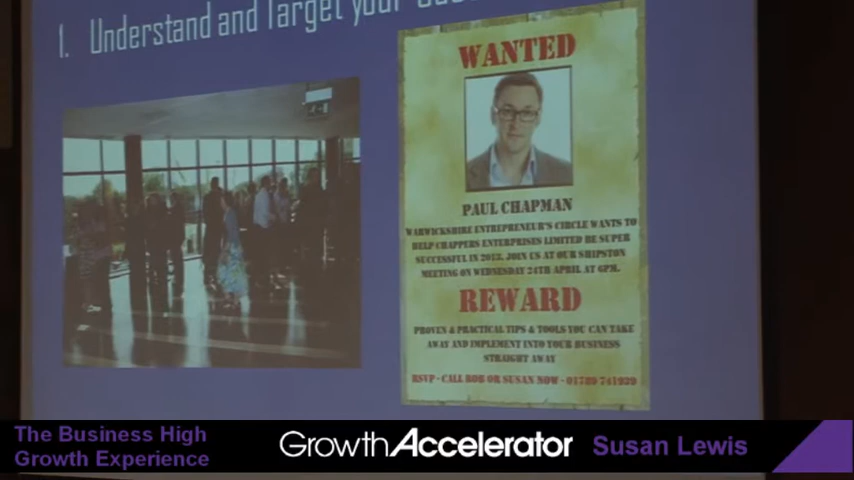 1. Understand and Target your
WANTED
PAUL CHAPMAN
WARWICKSHIRE ENTREPRENEUR'S CIRCLE WANTS TO
HELP CHAPPERS ENTERPRISES LIMITED BE SUPER
SUCCESSFUL IN 2013. JOIN US AT OUR SHIPSTON
MEETING ON WEDNESDAY 24TH APRIL AT 6PM.
REWARD
PROVEN & PRACTICAL TIPS & TOOLS YOU CAN TAKE
AWAY AND IMPLEMENT INTO YOUR BUSINESS
STRAIGHT AWAY
RSVP - CALL ROB OR SUSAN NOW - 01789 741939
The Business High
Growth Experience
GrowthAccelerator
Susan Lewis